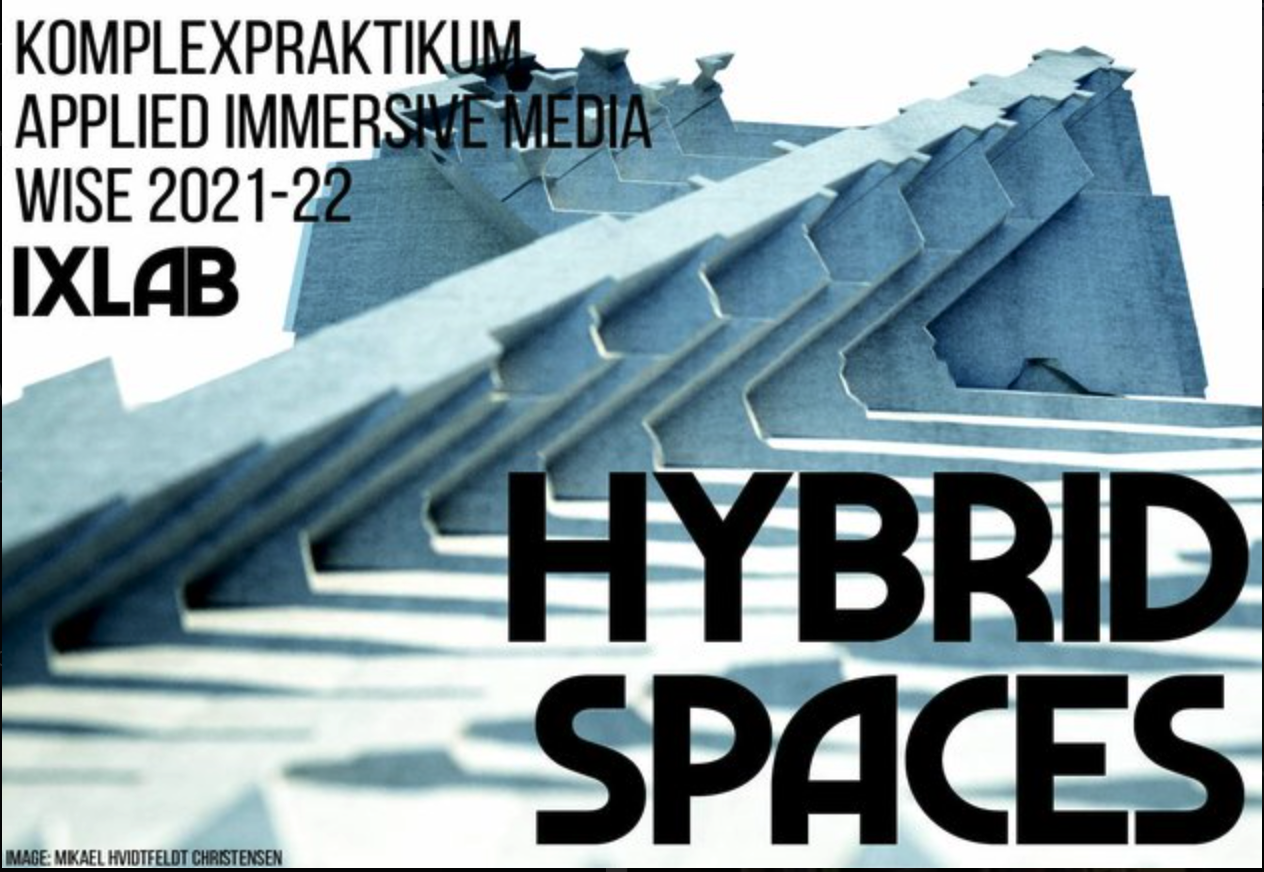 KOMPLEXPRAKTIKUM
APPLIED IMMERSIVE MEDIA
WISE 2021-22
IXLAB
HYBRID
SPACES
IMAGE: MIKAEL HVIDTFELDT CHRISTENSEN